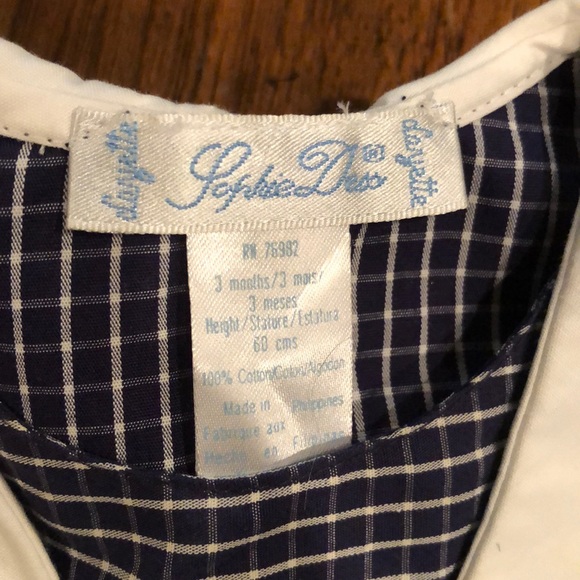 layette
Sophie Dess®
layette
RN 76982
3 months/3 mois/
3 meses
Height/Stature/Estatura
60 cms
100% Cotton/Coton/Algodon
Made in Philippines
Fabrique aux
Hecho en Filipinas